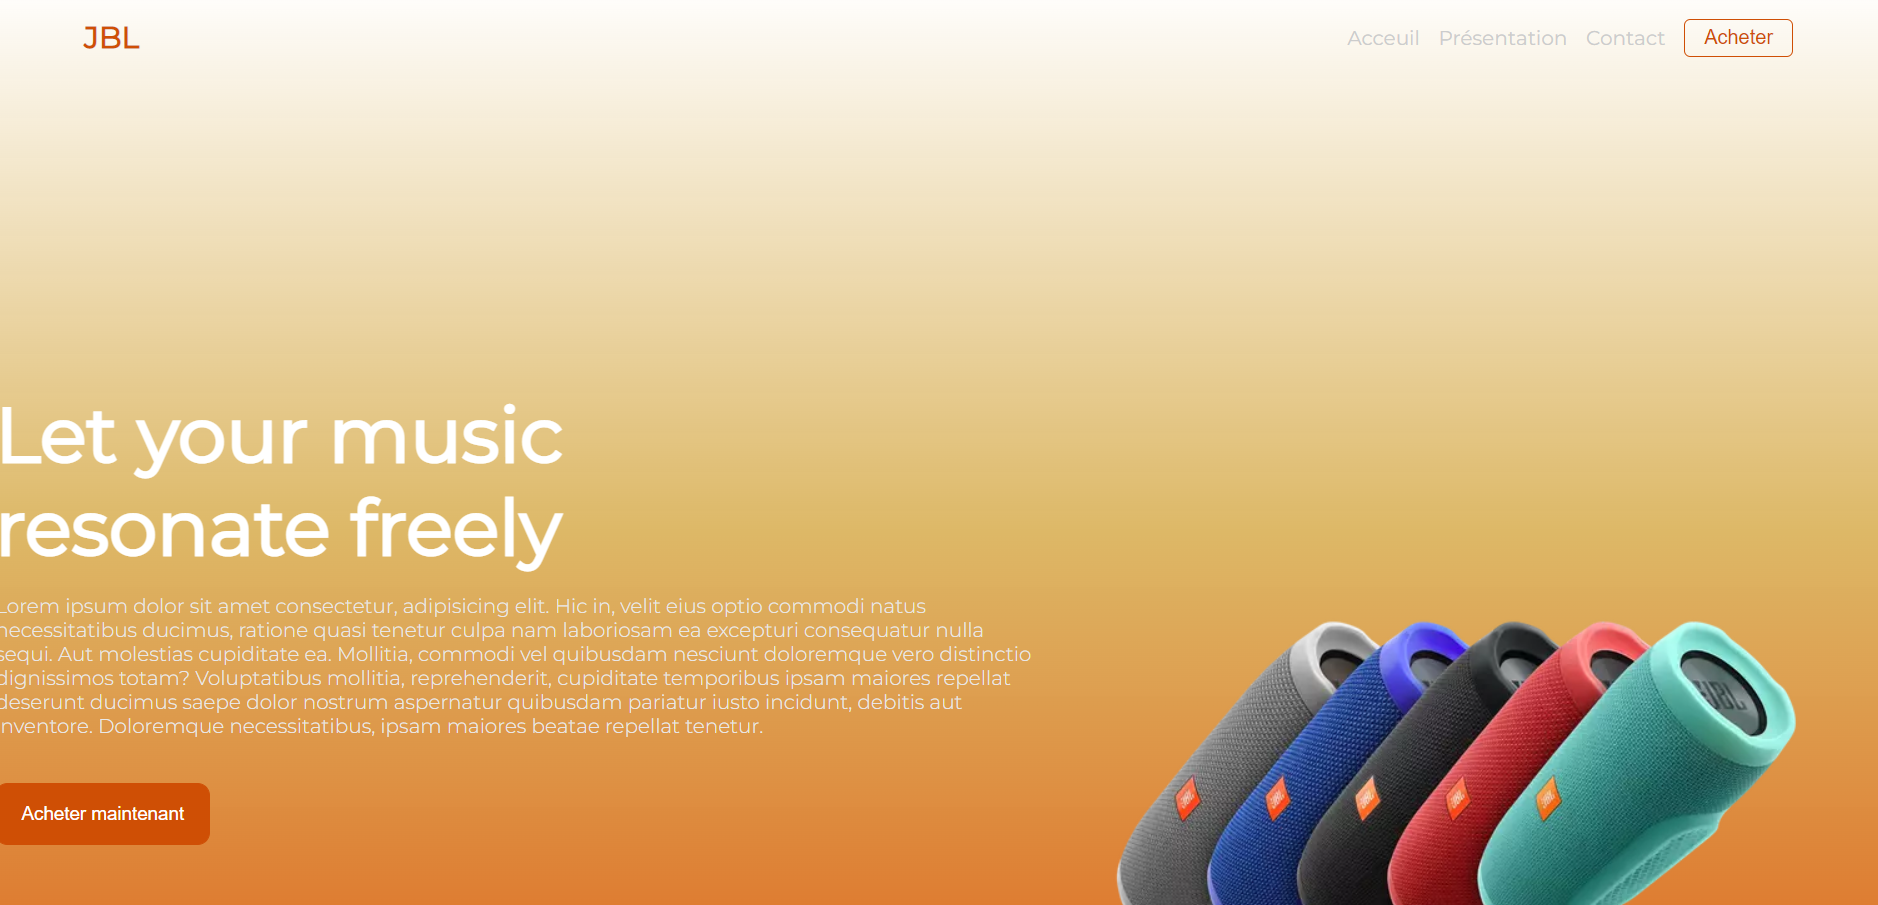 JBL
Acceuil Présentation Contact Acheter
Let your music
resonate freely
Lorem ipsum dolor sit amet consectetur, adipisicing elit. Hic in, velit eius optio commodi natus
necessitatibus ducimus, ratione quasi tenetur culpa nam laboriosam ea excepturi consequatur nulla
sequi. Aut molestias cupiditate ea. Mollitia, commodi vel quibusdam nesciunt doloremque vero distinctio
dignissimos totam? Voluptatibus mollitia, reprehenderit, cupiditate temporibus ipsam maiores repellat
deserunt ducimus saepe dolor nostrum aspernatur quibusdam pariatur iusto incidunt, debitis aut
inventore. Doloremque necessitatibus, ipsam maiores beatae repellat tenetur.
Acheter maintenant
JBL
JBL
JBL
JBL
JBL
JBL